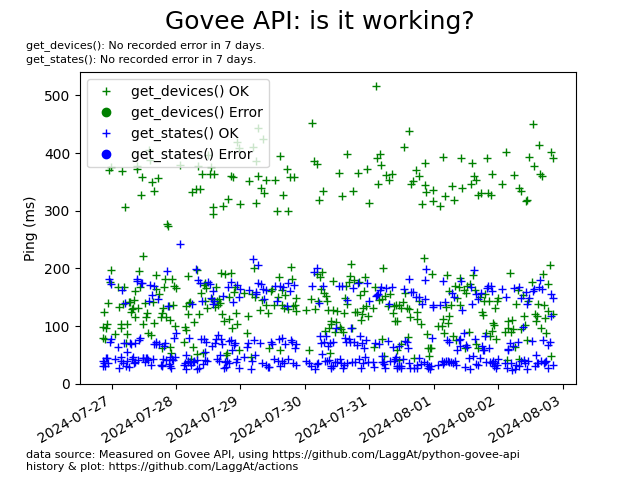 Govee API: is it working?
get_devices(): No recorded error in 7 days.
get_states(): No recorded error in 7 days.
get_devices() OK
get_devices() Error
get_states() OK
get_states() Error
Ping (ms)
500
400
300
200
100
0
2024-07-27
2024-07-28
2024-07-29
2024-07-30
2024-07-31
2024-08-01
2024-08-02
2024-08-03
data source: Measured on Govee API, using https://github.com/LaggAt/python-govee-api
history & plot: https://github.com/LaggAt/actions